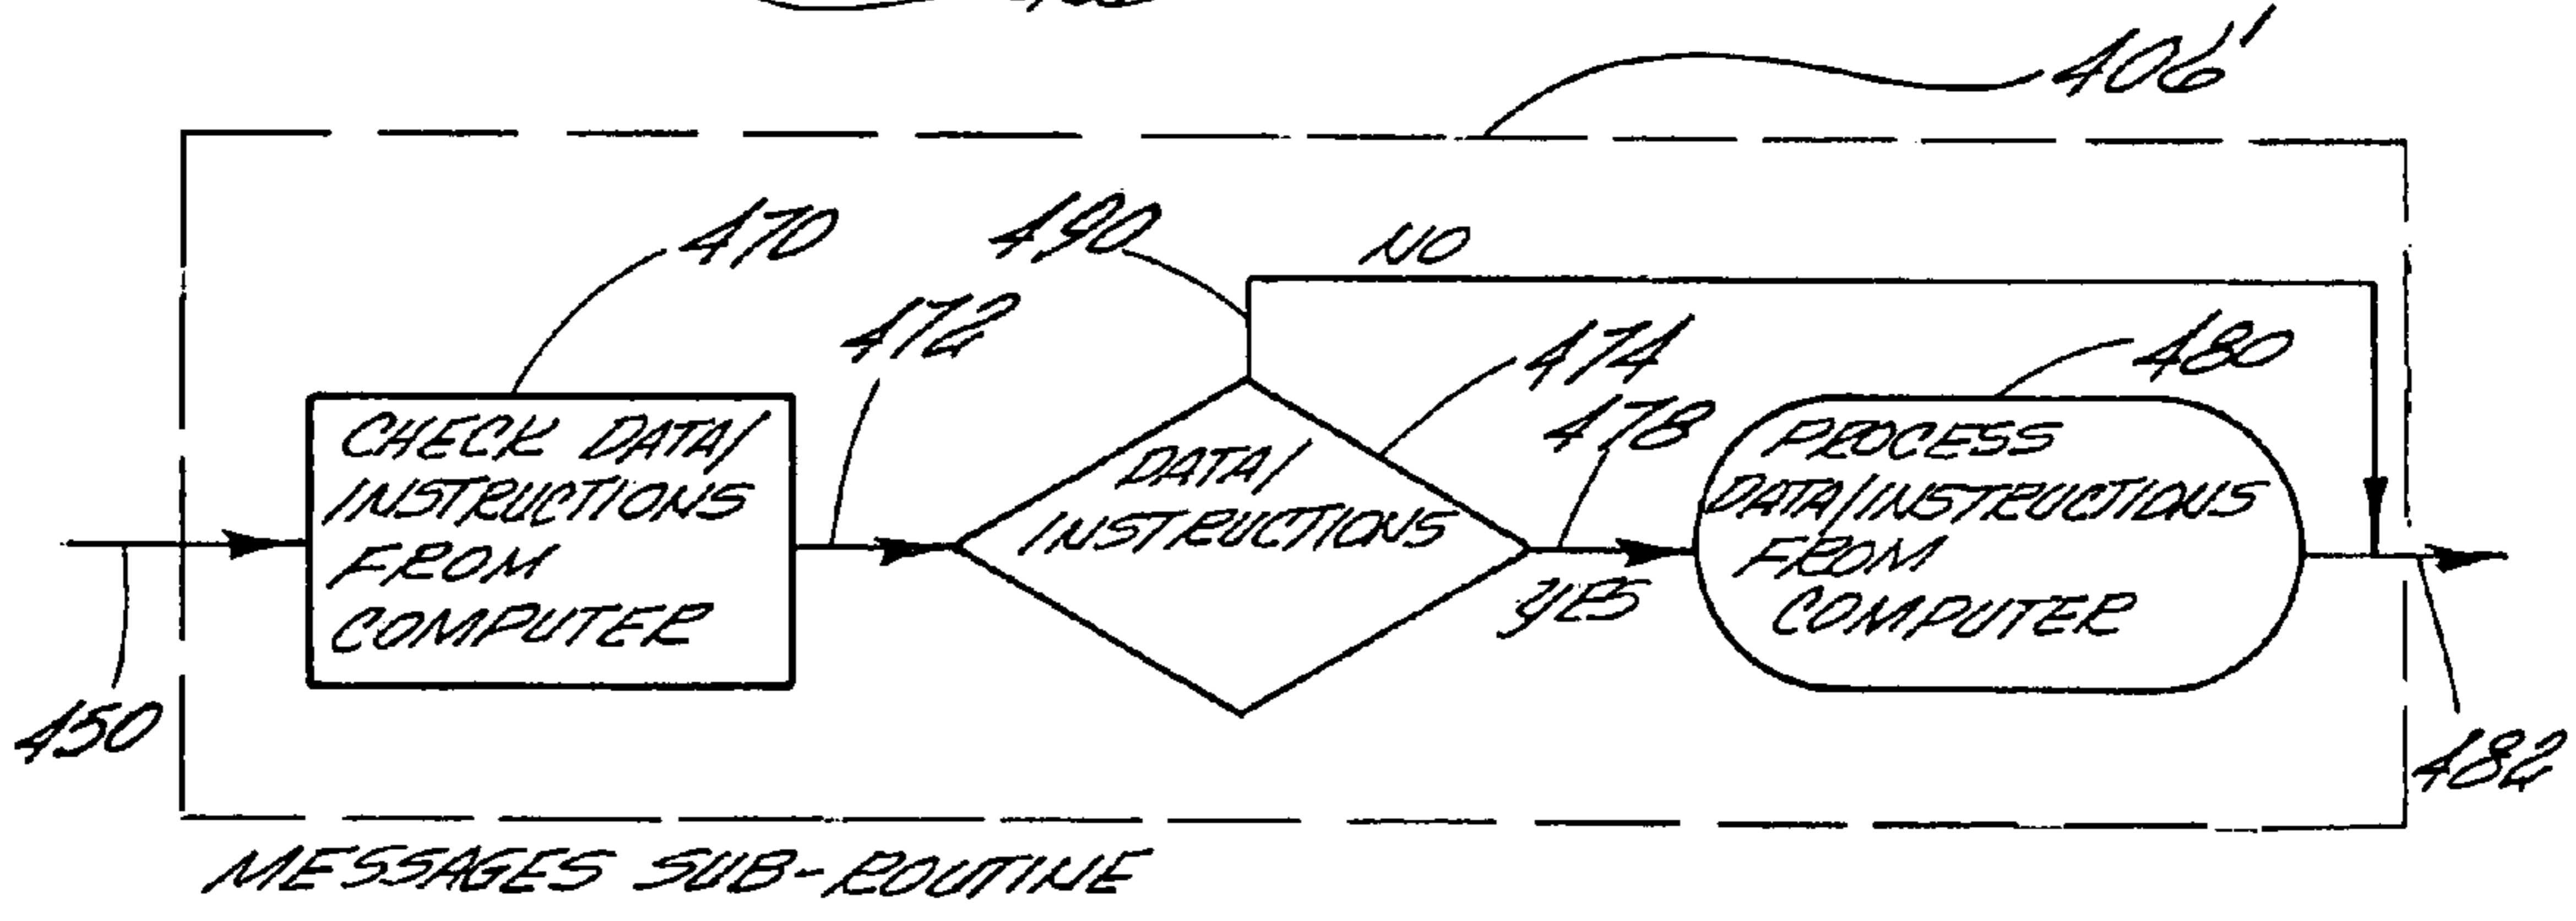 406'
470
490
NO
472
474
480
478
CHECK DATA/
INSTRUCTIONS
FROM
COMPUTER
DATA/
INSTRUCTIONS
YES
PROCESS
DATA/INSTRUCTIONS
FROM
COMPUTER
450
482
MESSAGES SUB-ROUTINE